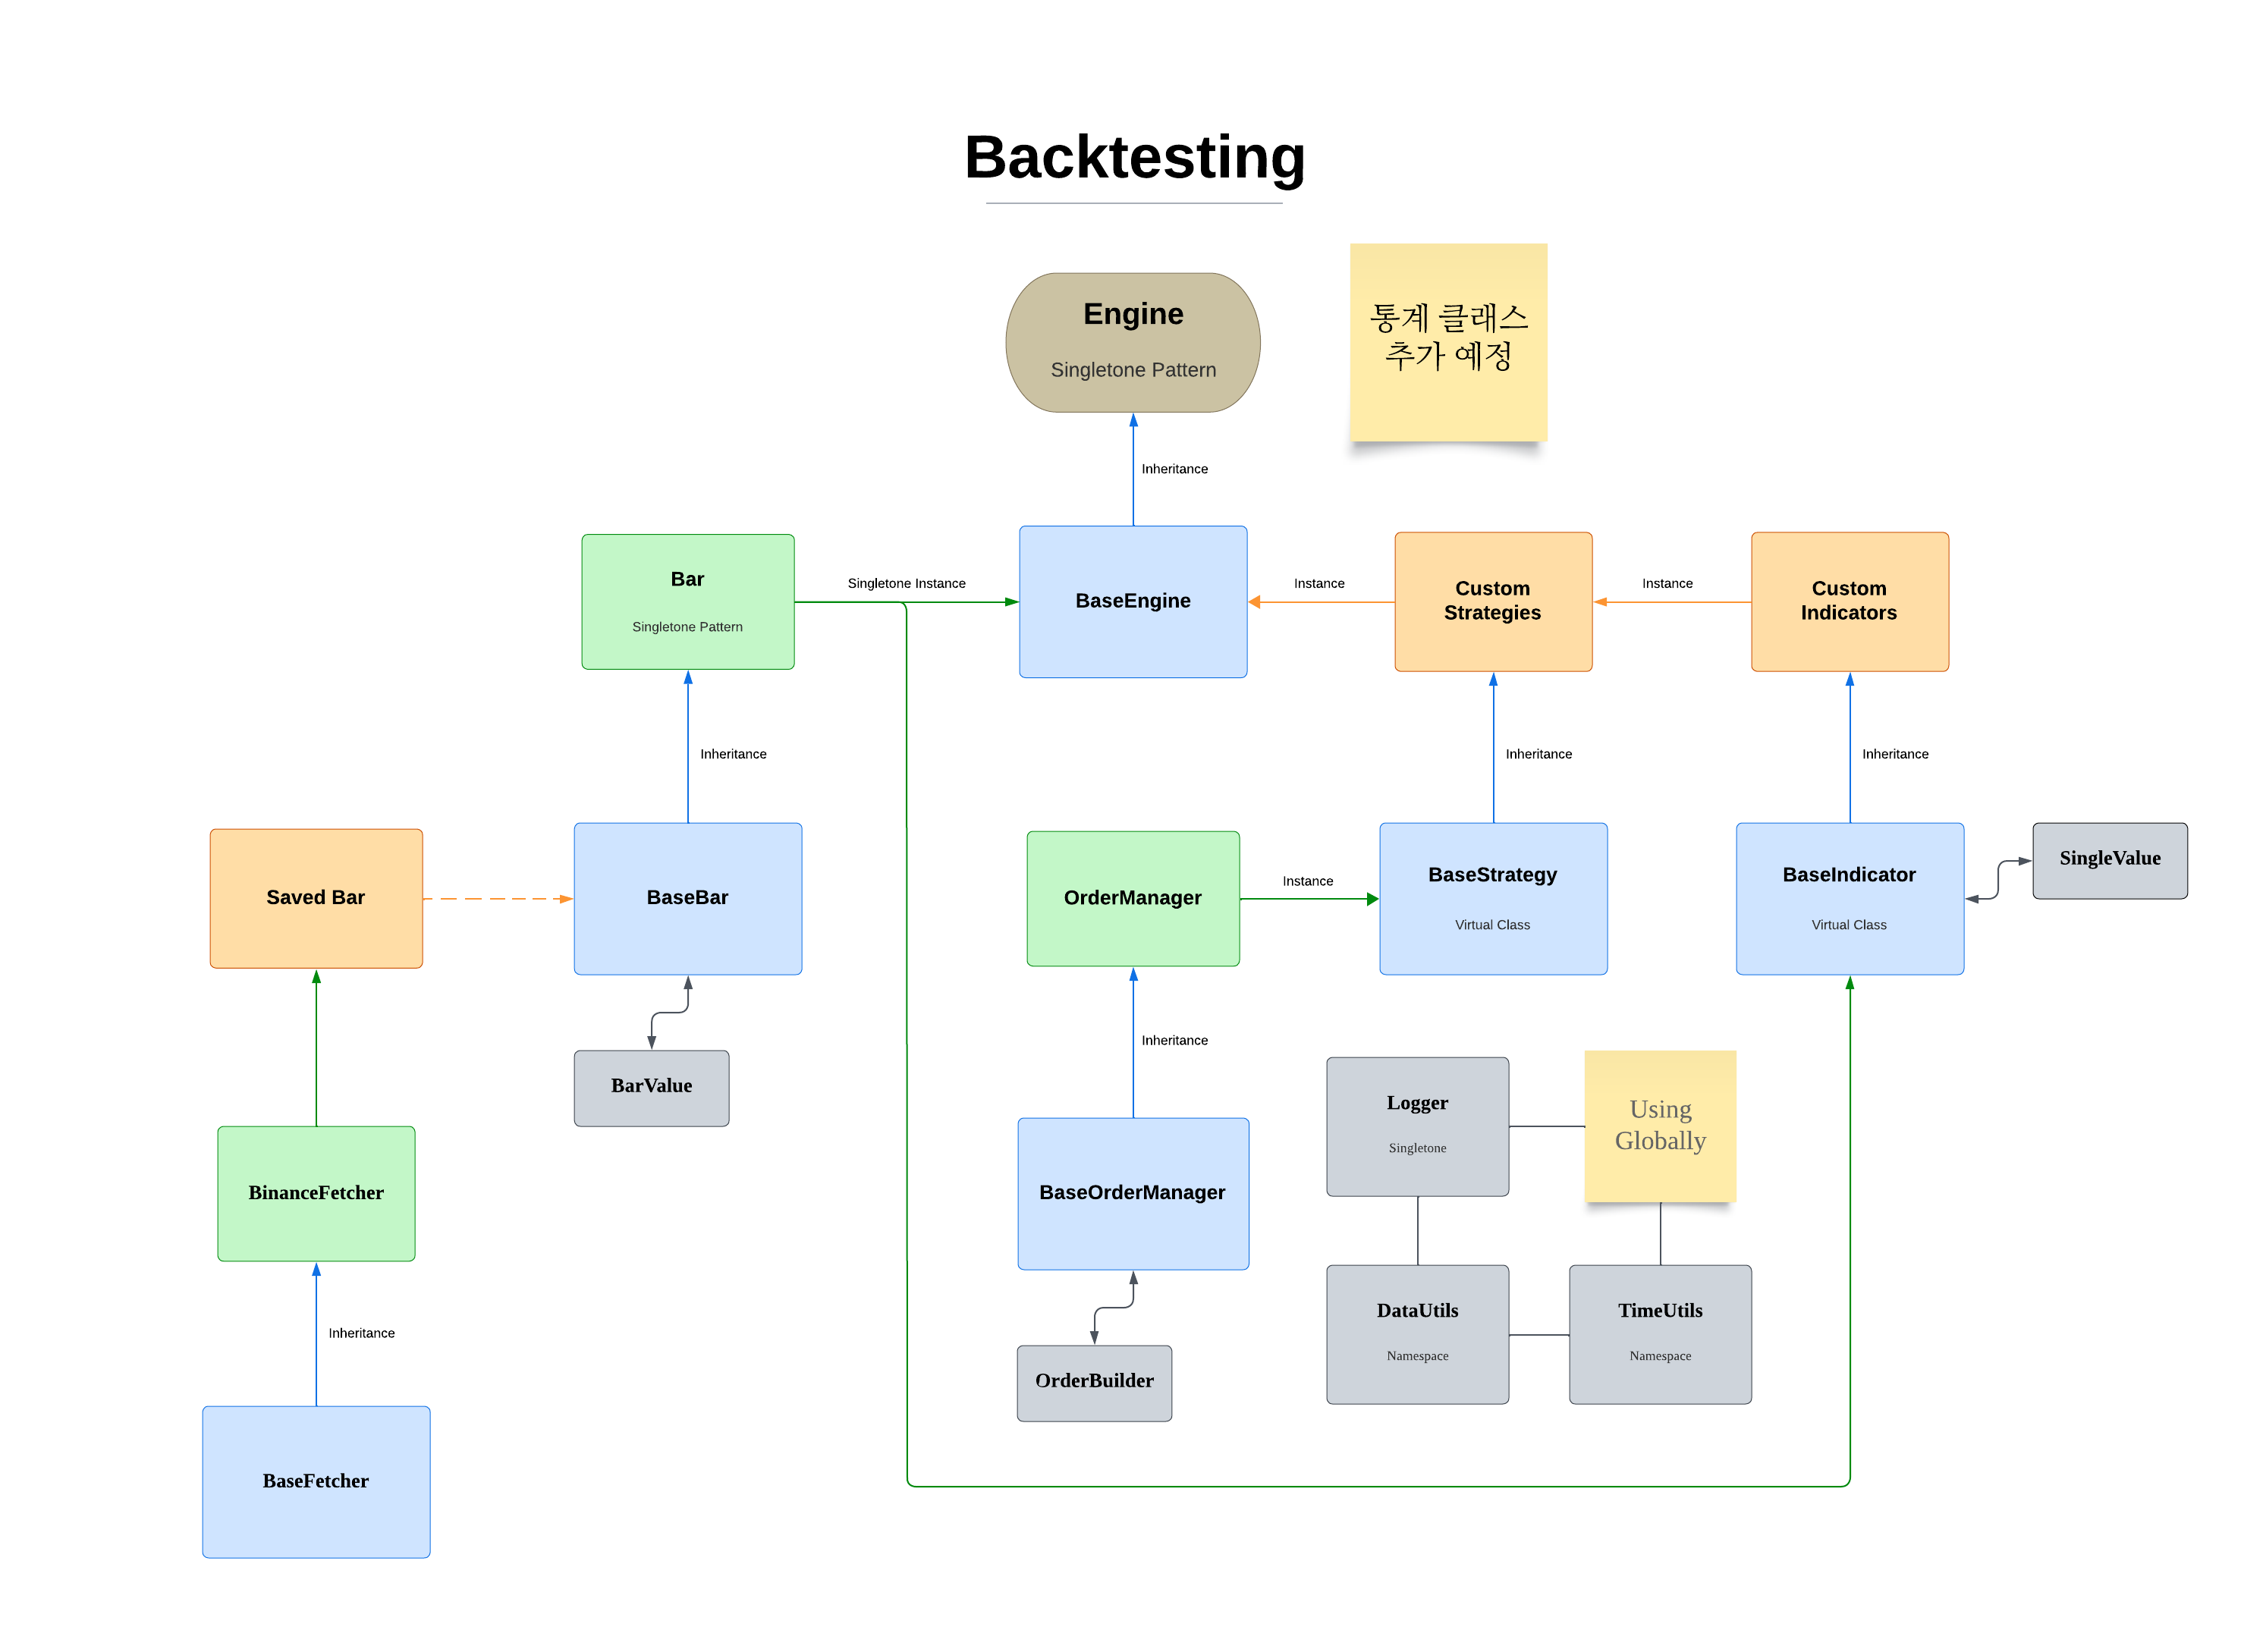 Backtesting
Engine
Singletone Pattern
통계 클래스
추가 예정
Inheritance
Bar
Singletone Pattern
Singletone Instance
BaseEngine
Instance
Custom
Strategies
Instance
Custom
Indicators
Inheritance
Inheritance
Inheritance
Saved Bar
BaseBar
OrderManager
Instance
BaseStrategy
Virtual Class
BaseIndicator
Virtual Class
SingleValue
BarValue
Inheritance
Logger
Singletone
Using
Globally
BinanceFetcher
BaseOrderManager
Inheritance
DataUtils
Namespace
TimeUtils
Namespace
OrderBuilder
BaseFetcher